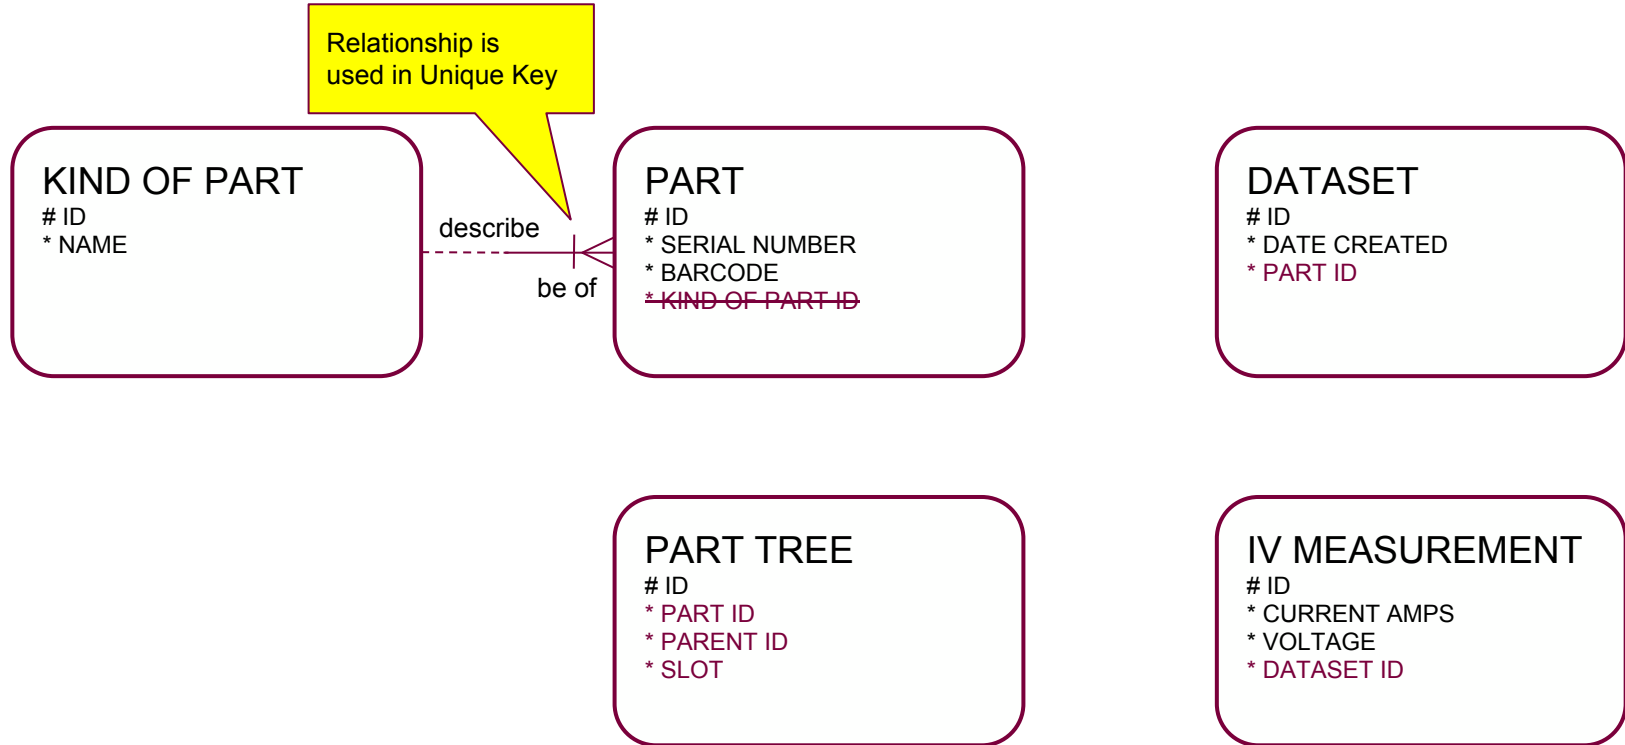 Relationship is
used in Unique Key
KIND OF PART
# ID
* NAME
describe
be of
PART
# ID
* SERIAL NUMBER
* BARCODE
* KIND OF PART ID
DATASET
# ID
* DATE CREATED
* PART ID
PART TREE
# ID
* PART ID
* PARENT ID
* SLOT
IV MEASUREMENT
# ID
* CURRENT AMPS
* VOLTAGE
* DATASET ID